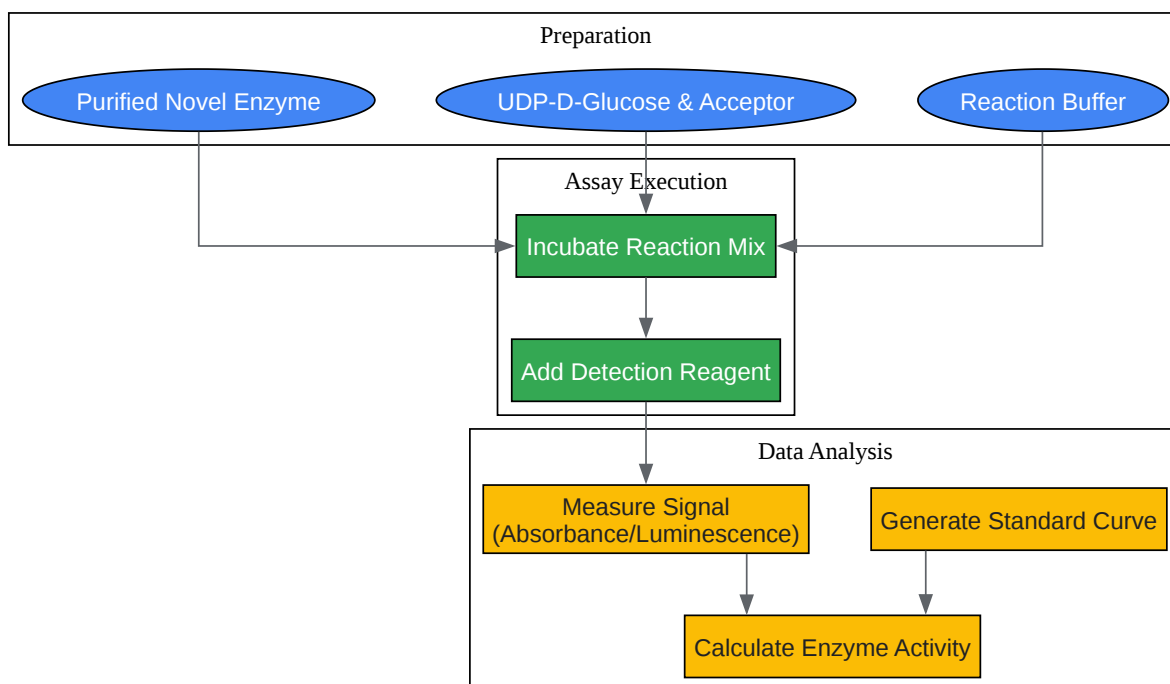 Preparation
Purified Novel Enzyme
UDP-D-Glucose & Acceptor
Reaction Buffer
Assay Execution
Incubate Reaction Mix
Add Detection Reagent
Data Analysis
Measure Signal
(Absorbance/Luminescence)
Generate Standard Curve
Calculate Enzyme Activity